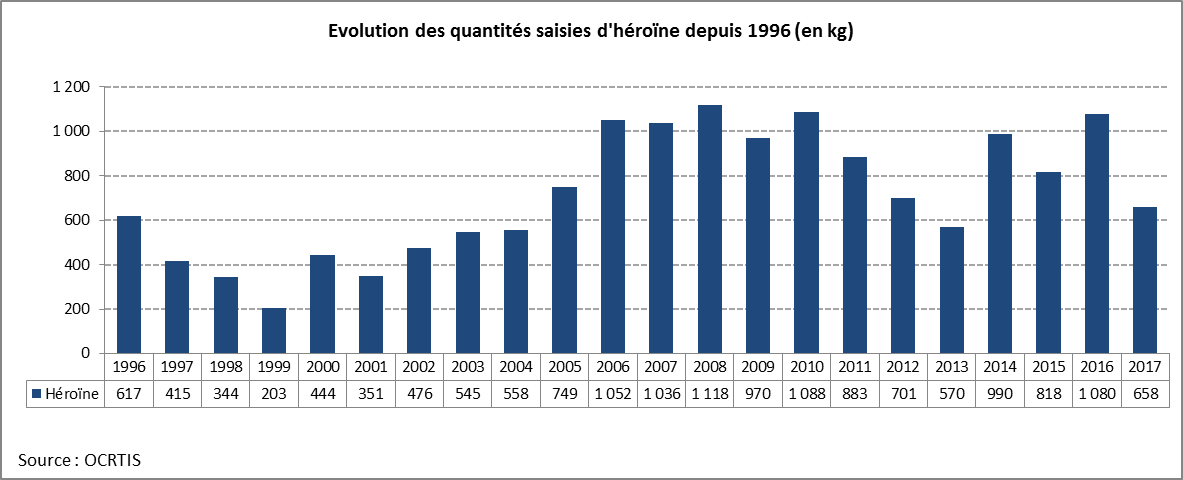 Evolution des quantités saisies d'héroïne depuis 1996 (en kg)
1 200
1 000
800
600
400
200
0
1996 1997 1998 1999 2000 2001 2002 2003 2004 2005 2006 2007 2008 2009 2010 2011 2012 2013 2014 2015 2016 2017
Héroïne 617 415 344 203 444 351 476 545 558 749 1 052 1 036 1 118 970 1 088 883 701 570 990 818 1 080 658
Source : OCRTIS